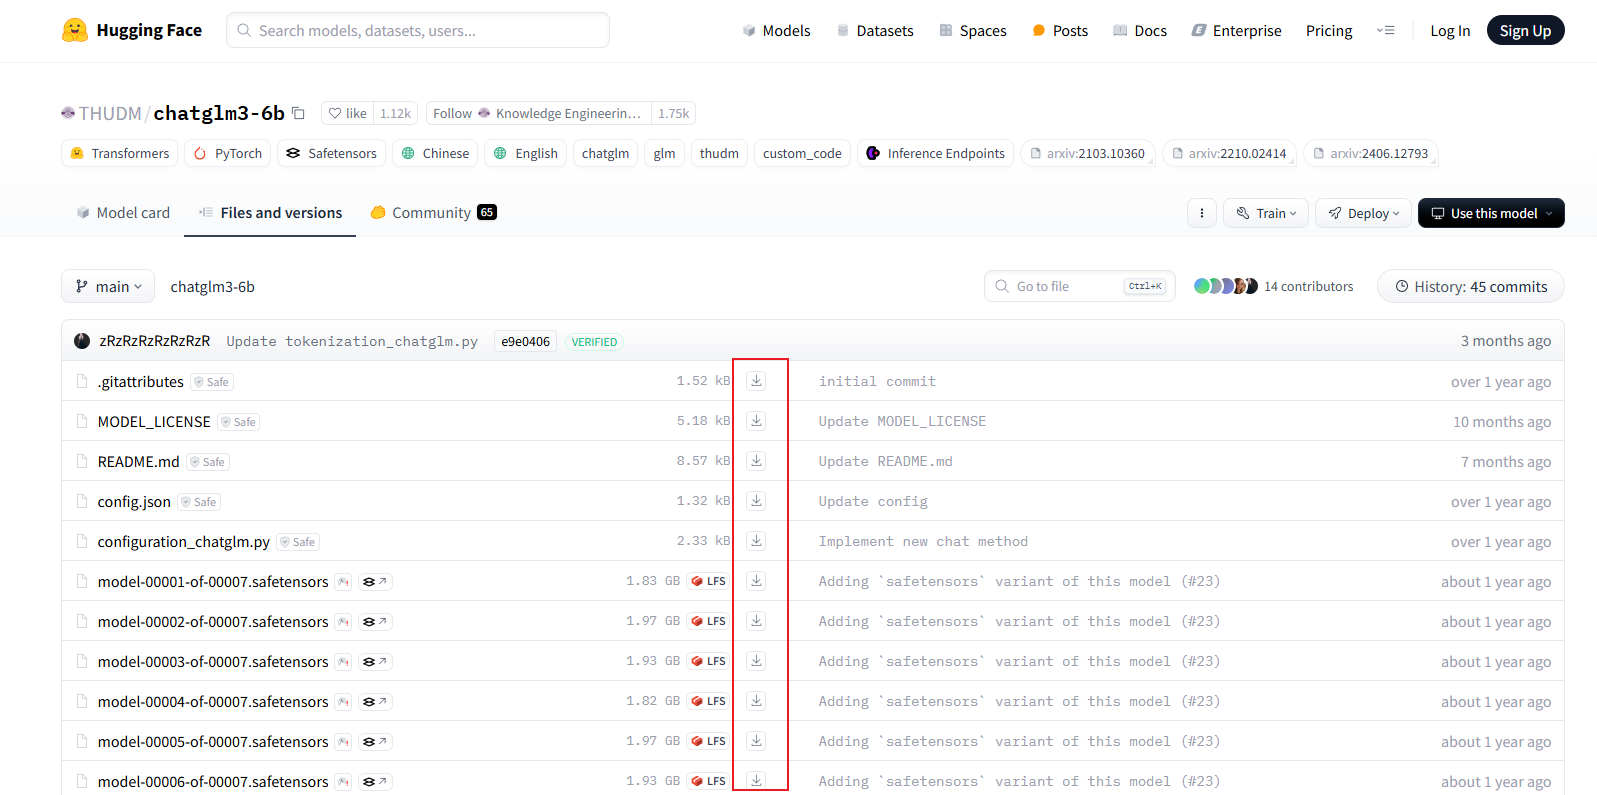 Hugging Face Search models, datasets, users... Models Datasets Spaces Posts Docs Enterprise Pricing Log In Sign Up
THUDM/chatglm3-6b like 1.12k Follow Knowledge Engineerin... 1.75k
Transformers PyTorch Safetensors Chinese English chatglm glm thudm custom_code Inference Endpoints arxiv:2103.10360 arxiv:2210.02414 arxiv:2406.12793
Model card Files and versions Community 65 Train Deploy Use this model
main chatglm3-6b Go to file Ctrl+K 14 contributors History: 45 commits
zRzRzRzRzRzRzR Update tokenization_chatglm.py e9e0406 VERIFIED 3 months ago
.gitattributes Safe 1.52 kB initial commit over 1 year ago
MODEL_LICENSE Safe 5.18 kB Update MODEL_LICENSE 10 months ago
README.md Safe 8.57 kB Update README.md 7 months ago
config.json Safe 1.32 kB Update config over 1 year ago
configuration_chatglm.py Safe 2.33 kB Implement new chat method over 1 year ago
model-00001-of-00007.safetensors 1.83 GB LFS Adding `safetensors` variant of this model (#23) about 1 year ago
model-00002-of-00007.safetensors 1.97 GB LFS Adding `safetensors` variant of this model (#23) about 1 year ago
model-00003-of-00007.safetensors 1.93 GB LFS Adding `safetensors` variant of this model (#23) about 1 year ago
model-00004-of-00007.safetensors 1.82 GB LFS Adding `safetensors` variant of this model (#23) about 1 year ago
model-00005-of-00007.safetensors 1.97 GB LFS Adding `safetensors` variant of this model (#23) about 1 year ago
model-00006-of-00007.safetensors 1.93 GB LFS Adding `safetensors` variant of this model (#23) about 1 year ago